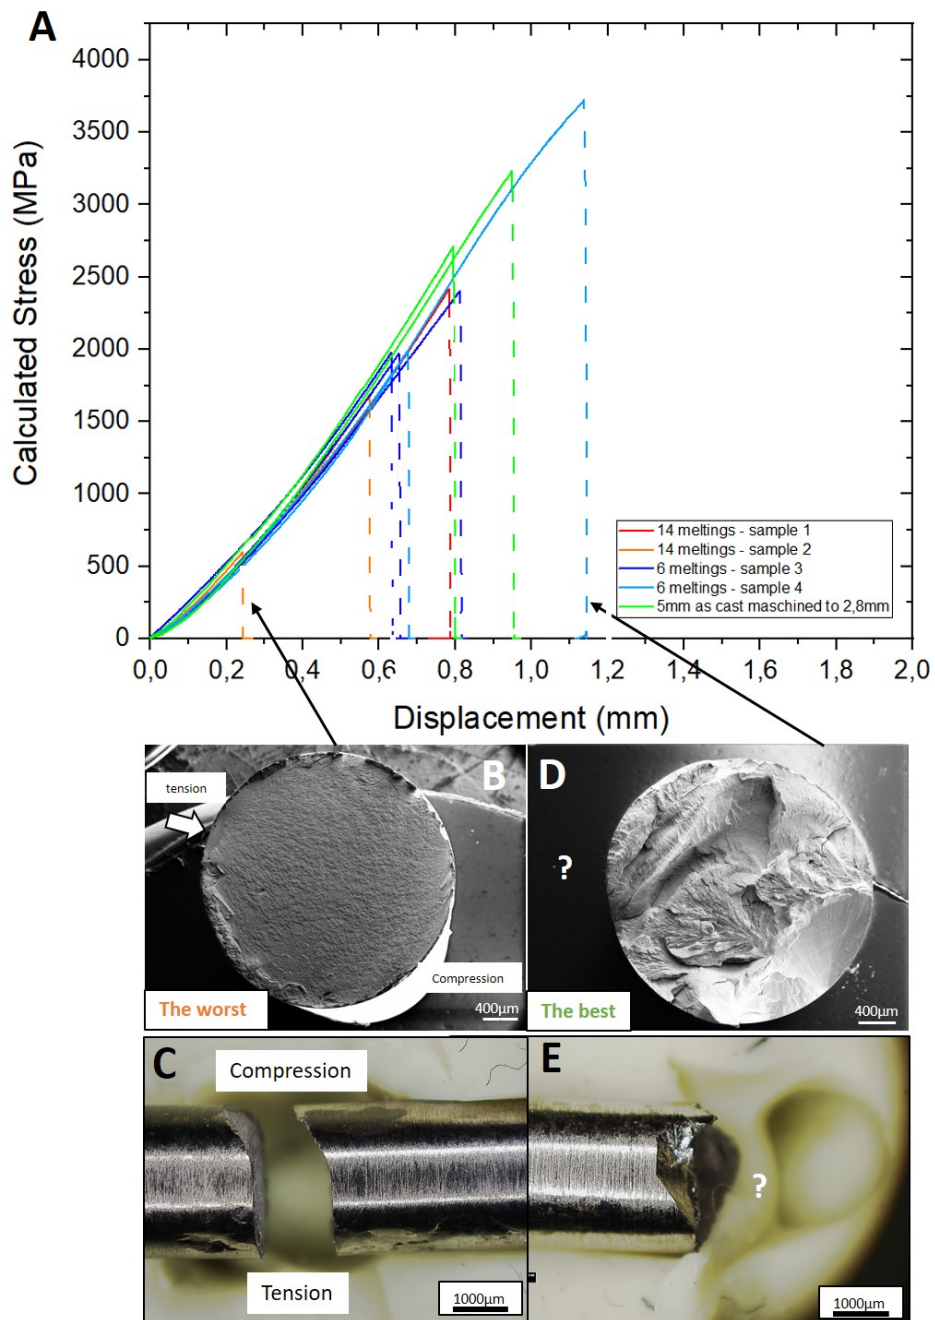 A
Calculated Stress (MPa)
4000
3500
3000
2500
2000
1500
1000
500
0
0,0 0,2 0,4 0,6 0,8 1,0 1,2 1,4 1,6 1,8 2,0
Displacement (mm)
14 meltings - sample 1
14 meltings - sample 2
6 meltings - sample 3
6 meltings - sample 4
5mm as cast maschined to 2,8mm
B
tension
Compression
The worst
400µm
D
?
The best
400µm
C
Compression
Tension
1000µm
E
?
1000µm